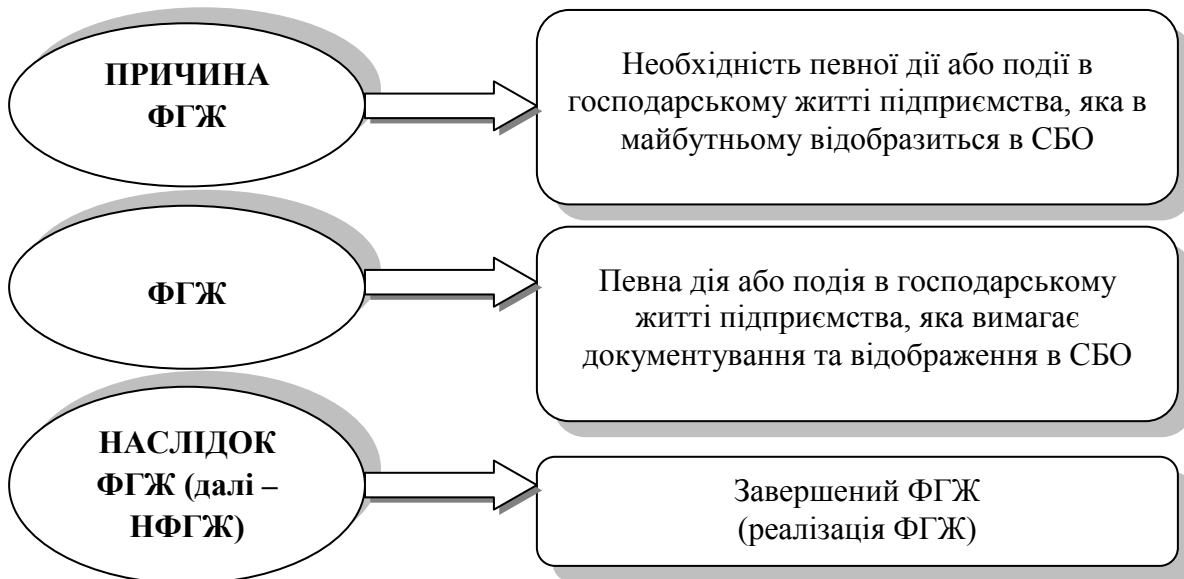 ПРИЧИНА
ФГЖ
Необхідність певної дії або події в
господарському житті підприємства, яка в
майбутньому відобразиться в СБО
ФГЖ
Певна дія або подія в господарському
житті підприємства, яка вимагає
документування та відображення в СБО
НАСЛІДОК
ФГЖ (далі –
НФГЖ)
Завершений ФГЖ
(реалізація ФГЖ)